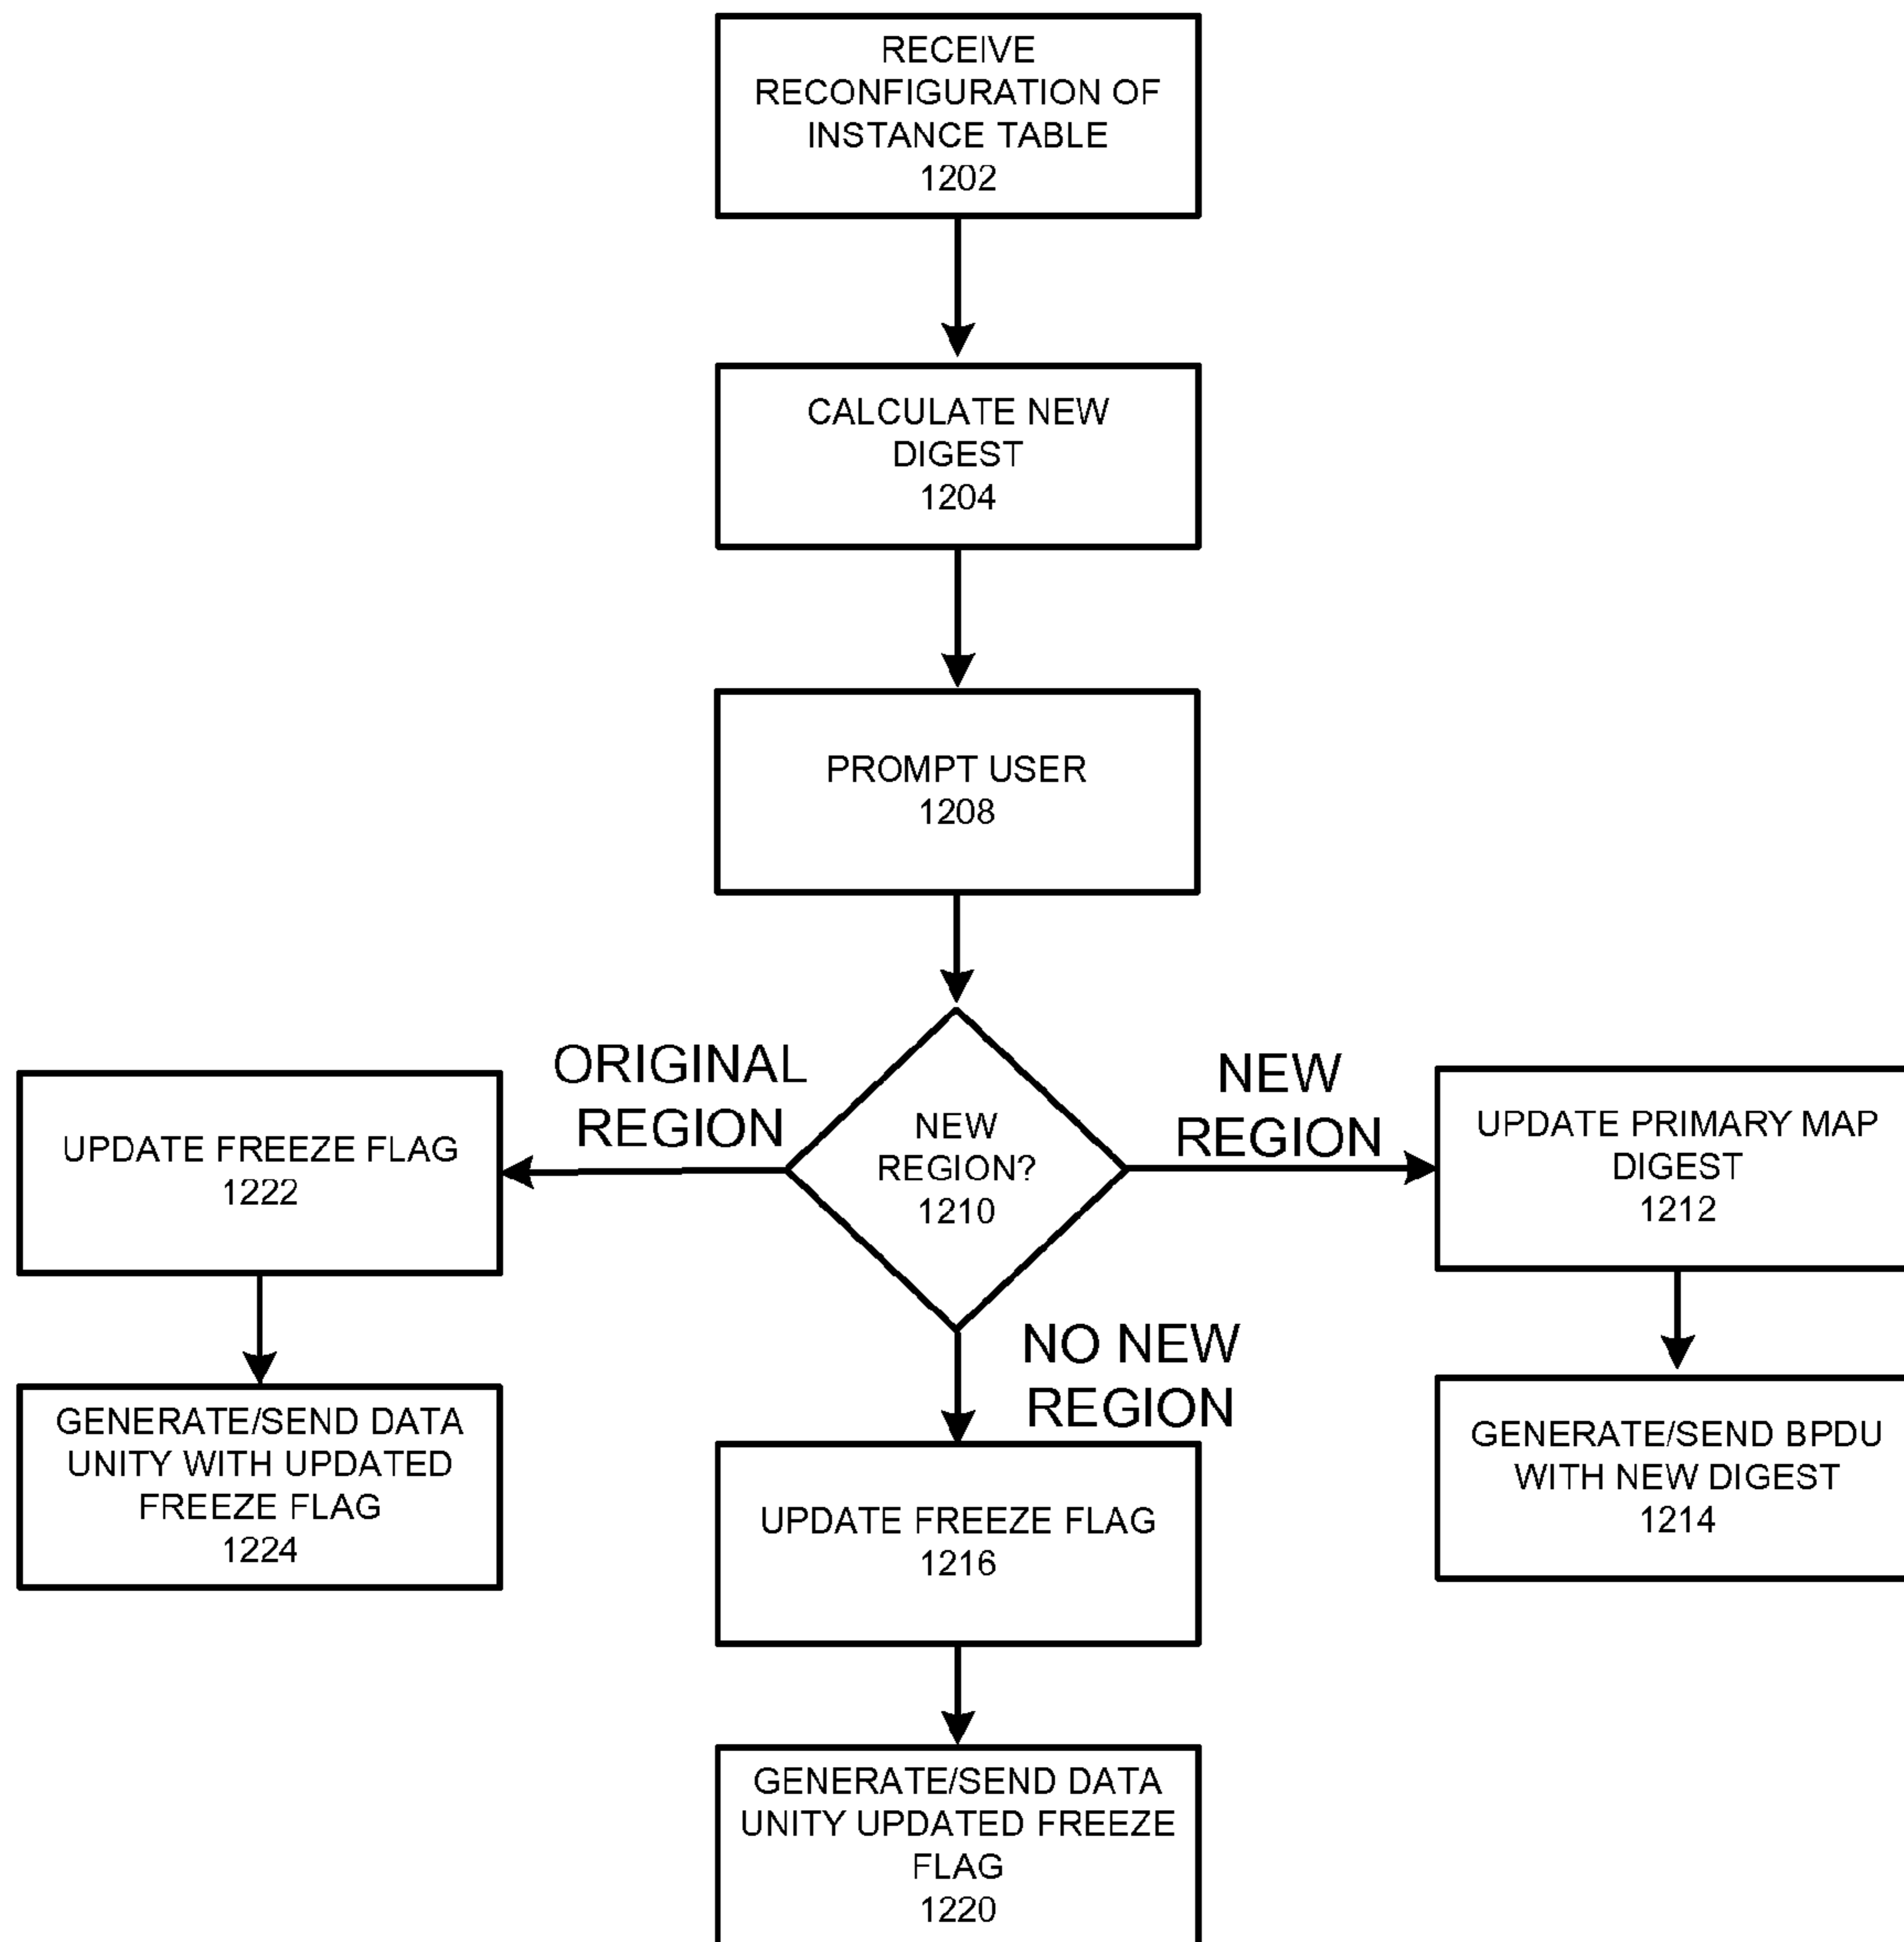 RECEIVE
RECONFIGURATION OF
INSTANCE TABLE
1202
CALCULATE NEW
DIGEST
1204
PROMPT USER
1208
NEW
REGION?
1210
ORIGINAL
REGION
UPDATE FREEZE FLAG
1222
GENERATE/SEND DATA
UNITY WITH UPDATED
FREEZE FLAG
1224
NO NEW
REGION
UPDATE FREEZE FLAG
1216
GENERATE/SEND DATA
UNITY UPDATED FREEZE
FLAG
1220
NEW
REGION
UPDATE PRIMARY MAP
DIGEST
1212
GENERATE/SEND BPDU
WITH NEW DIGEST
1214